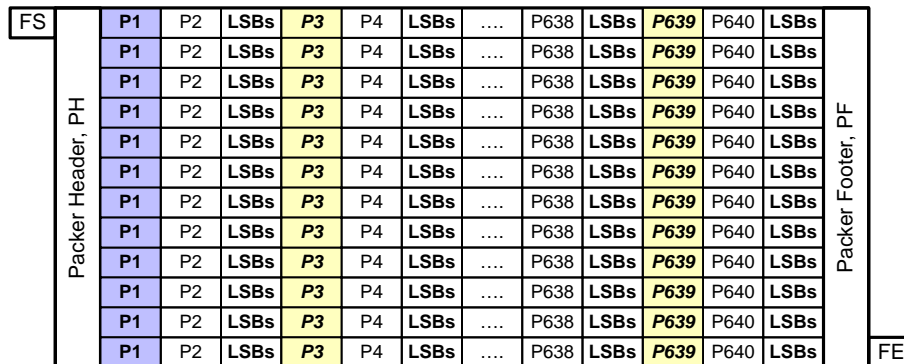 FS P1 P2 LSBs P3 P4 LSBs .... P638 LSBs P639 P640 LSBs
P1 P2 LSBs P3 P4 LSBs .... P638 LSBs P639 P640 LSBs
P1 P2 LSBs P3 P4 LSBs .... P638 LSBs P639 P640 LSBs
P1 P2 LSBs P3 P4 LSBs .... P638 LSBs P639 P640 LSBs
P1 P2 LSBs P3 P4 LSBs .... P638 LSBs P639 P640 LSBs
P1 P2 LSBs P3 P4 LSBs .... P638 LSBs P639 P640 LSBs
P1 P2 LSBs P3 P4 LSBs .... P638 LSBs P639 P640 LSBs
P1 P2 LSBs P3 P4 LSBs .... P638 LSBs P639 P640 LSBs
P1 P2 LSBs P3 P4 LSBs .... P638 LSBs P639 P640 LSBs
P1 P2 LSBs P3 P4 LSBs .... P638 LSBs P639 P640 LSBs
P1 P2 LSBs P3 P4 LSBs .... P638 LSBs P639 P640 LSBs
P1 P2 LSBs P3 P4 LSBs .... P638 LSBs P639 P640 LSBs FE
Packer Header, PH
Packer Footer, PF